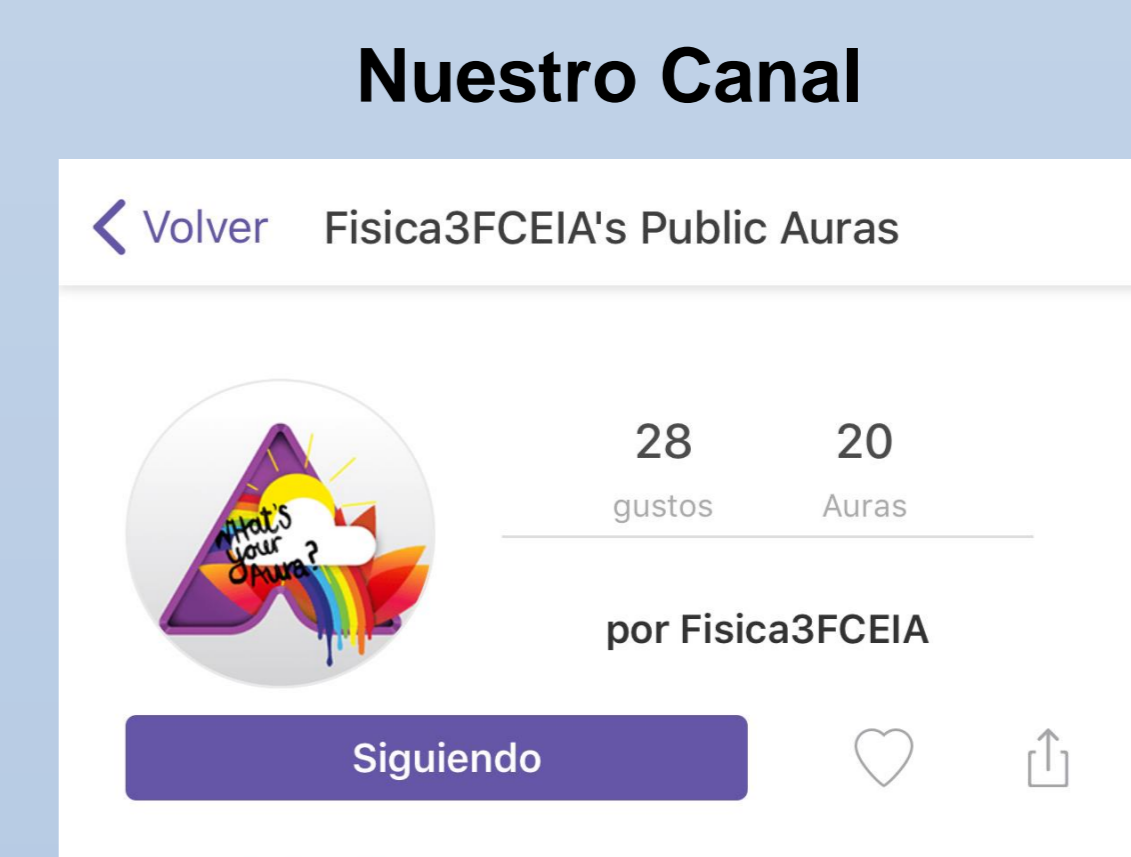 Nuestro Canal
Volver Fisica3FCEIA's Public Auras
28 20
gustos Auras
WHat's
your
Aura?
por Fisica3FCEIA
Siguiendo